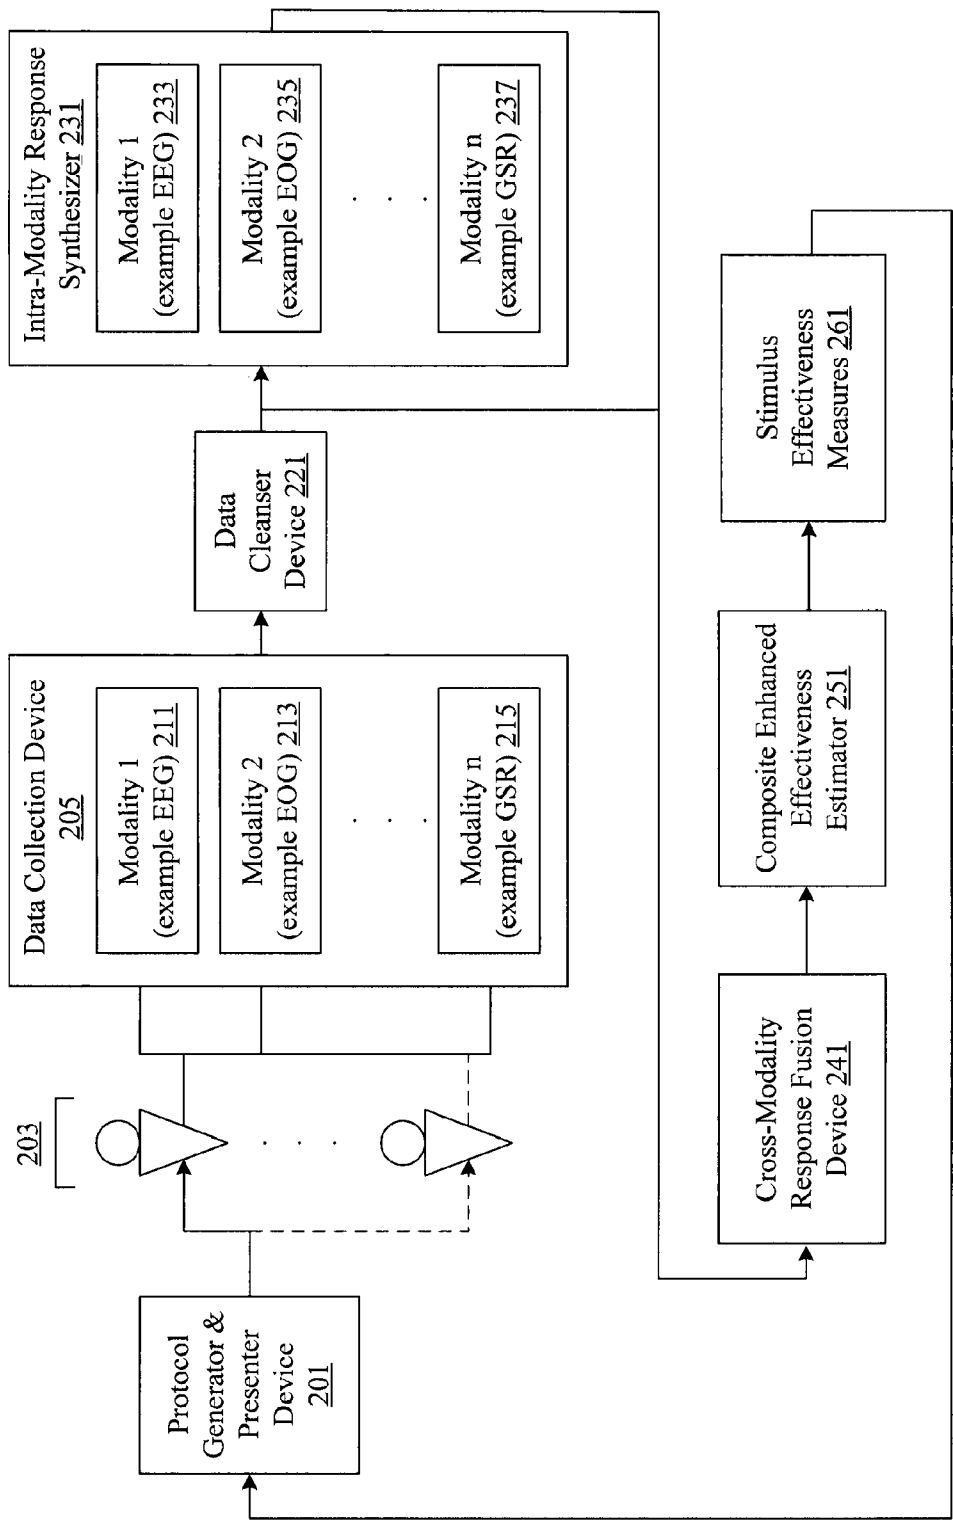 Protocol
Generator &
Presenter
Device
201
203
Data Collection Device
205
Modality 1
(example EEG) 211
Modality 2
(example EOG) 213
. . .
Modality n
(example GSR) 215
Data
Cleanser
Device 221
Intra-Modality Response
Synthesizer 231
Modality 1
(example EEG) 233
Modality 2
(example EOG) 235
. . .
Modality n
(example GSR) 237
Cross-Modality
Response Fusion
Device 241
Composite Enhanced
Effectiveness
Estimator 251
Stimulus
Effectiveness
Measures 261